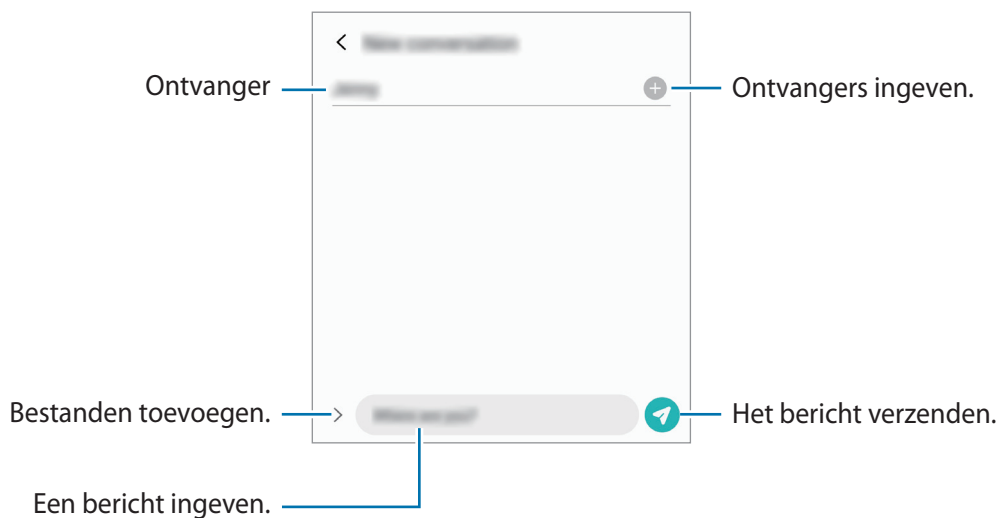 Ontvanger
Ontvangers ingeven.
Bestanden toevoegen.
Het bericht verzenden.
Een bericht ingeven.